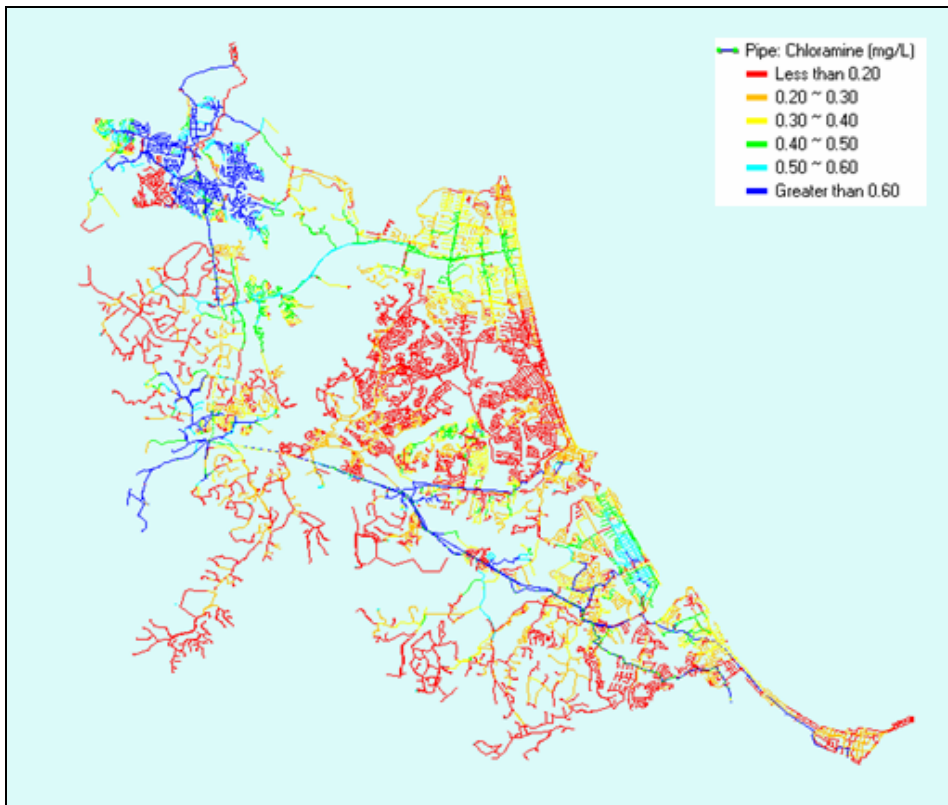 Pipe: Chloramine (mg/L)
Less than 0.20
0.20 ~ 0.30
0.30 ~ 0.40
0.40 ~ 0.50
0.50 ~ 0.60
Greater than 0.60